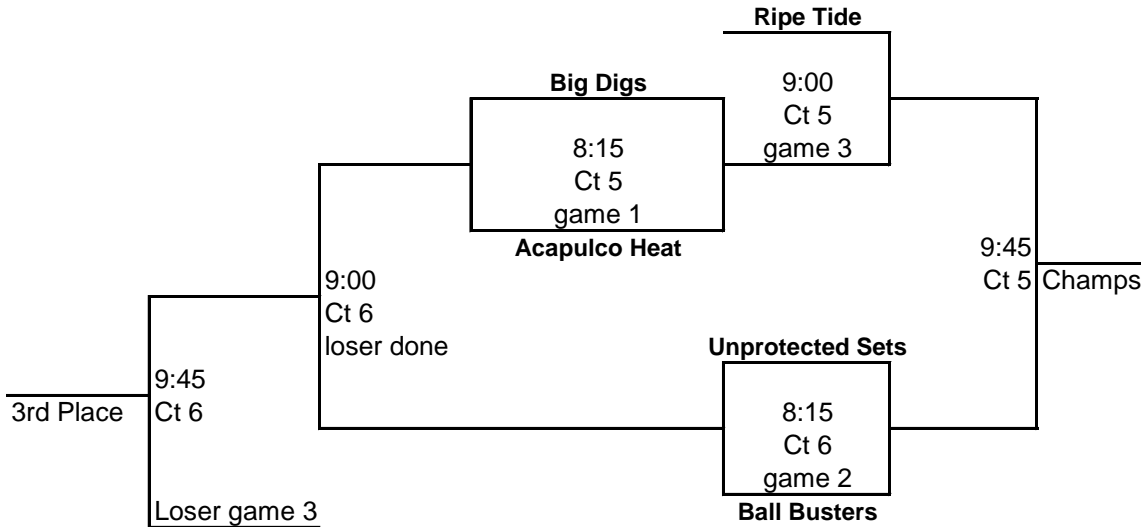 Ripe Tide
Big Digs
9:00
Ct 5
game 3
8:15
Ct 5
game 1
Acapulco Heat
9:45
Ct 5
Champs
9:00
Ct 6
loser done
Unprotected Sets
9:45
Ct 6
3rd Place
8:15
Ct 6
game 2
Loser game 3
Ball Busters